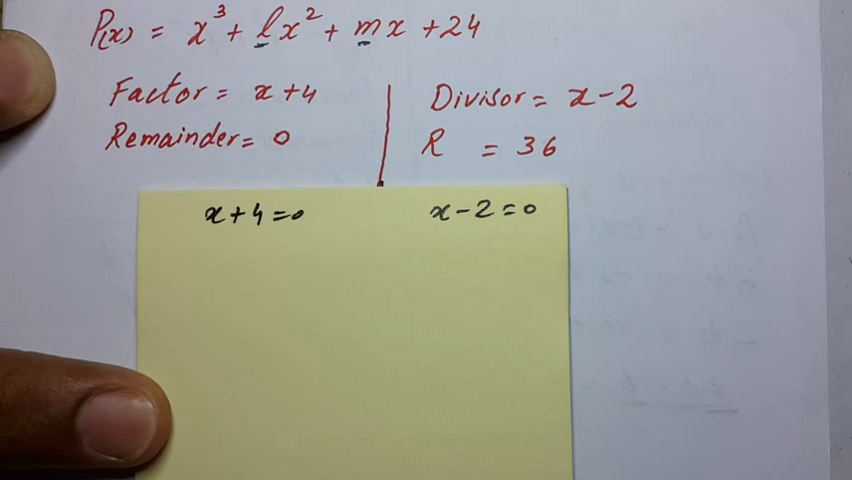 P(x) = x³ + lx² + mx + 24
Factor = x + 4
Remainder = 0
Divisor = x - 2
R = 36
x + 4 = 0
x - 2 = 0